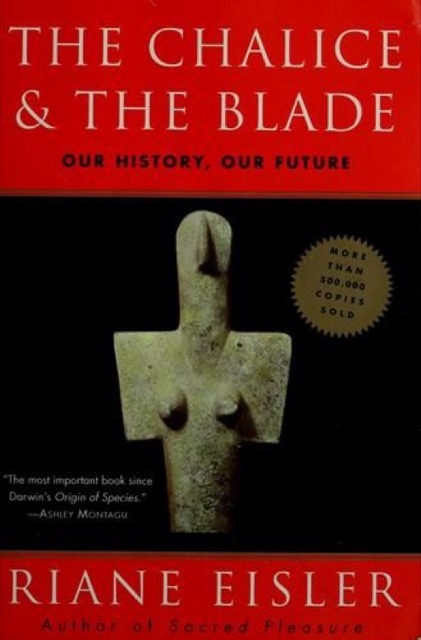 THE CHALICE
& THE BLADE
OUR HISTORY, OUR FUTURE
MORE
THAN
500,000
COPIES
SOLD
"The most important book since
Darwin's Origin of Species."
—ASHLEY MONTAGU
RIANE EISLER
Author of Sacred Pleasure